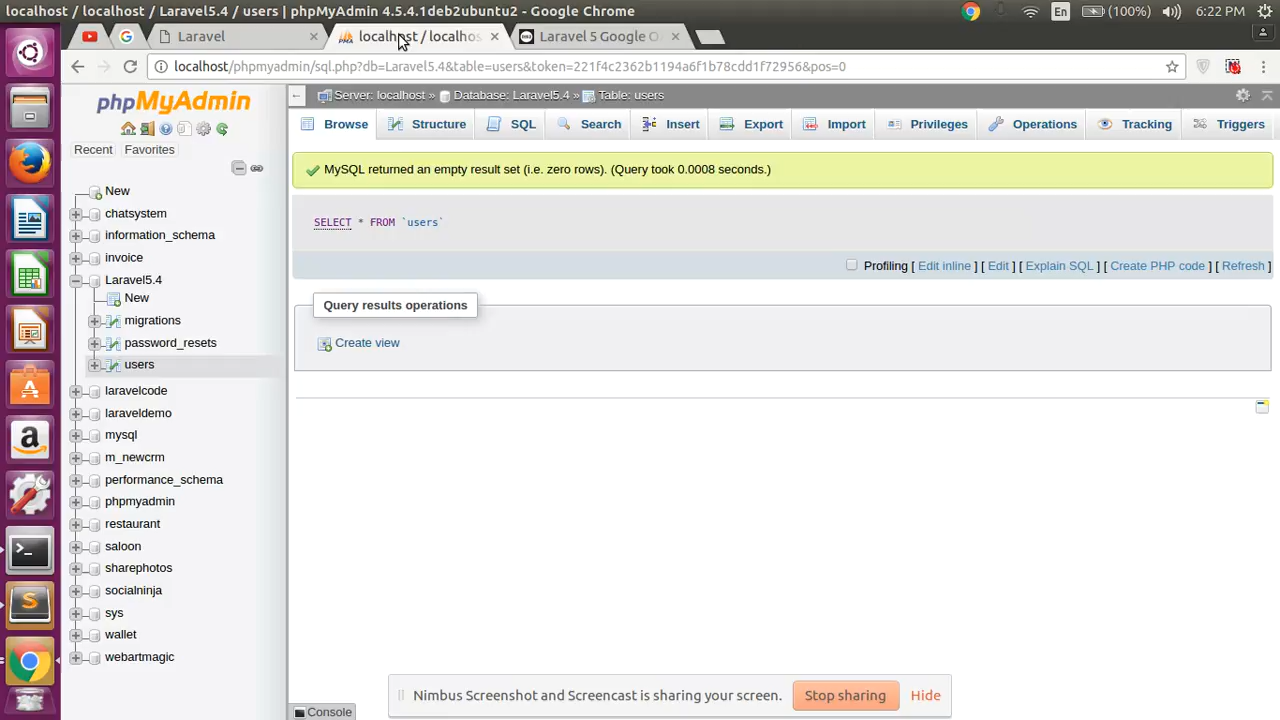 localhost / localhost / Laravel5.4 / users | phpMyAdmin 4.5.4.1deb2ubuntu2 - Google Chrome
En (100%) 6:22 PM
Laravel localhost / localhos Laravel 5 Google O
localhost/phpmyadmin/sql.php?db=Laravel5.4&table=users&token=221f4c2362b1194a6f1b78cdd1f72956&pos=0
phpMyAdmin
Recent Favorites
New
chatsystem
information_schema
invoice
Laravel5.4
New
migrations
password_resets
users
laravelcode
laraveldemo
mysql
m_newcrm
performance_schema
phpmyadmin
restaurant
saloon
sharephotos
socialninja
sys
wallet
webartmagic
Server: localhost » Database: Laravel5.4 » Table: users
Browse Structure SQL Search Insert Export Import Privileges Operations Tracking Triggers
MySQL returned an empty result set (i.e. zero rows). (Query took 0.0008 seconds.)
SELECT * FROM `users`
Profiling [ Edit inline ] [ Edit ] [ Explain SQL ] [ Create PHP code ] [ Refresh ]
Query results operations
Create view
Nimbus Screenshot and Screencast is sharing your screen. Stop sharing Hide
Console